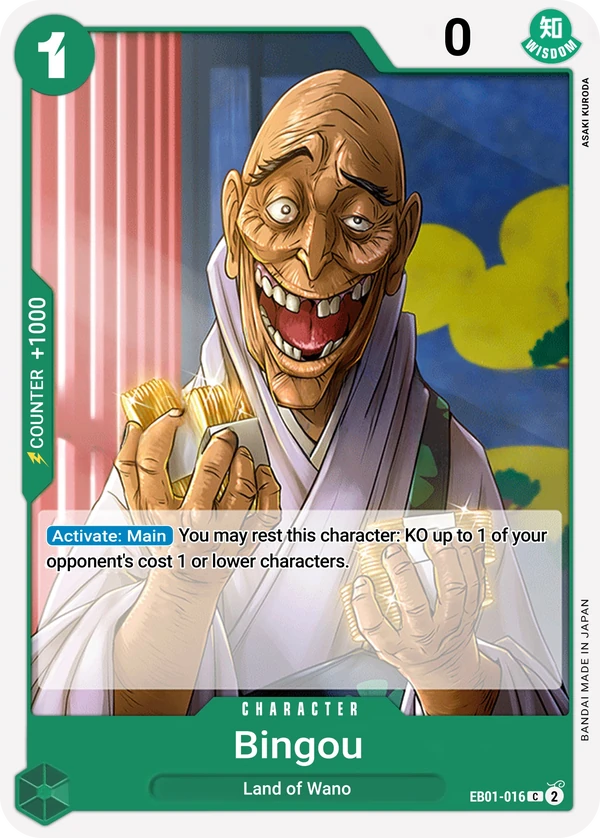 1
0
知
WISDOM
ASAKI KURODA
COUNTER +1000
Activate: Main You may rest this character: KO up to 1 of your
opponent's cost 1 or lower characters.
BANDAI MADE IN JAPAN
CHARACTER
Bingou
Land of Wano
EB01-016 C 2